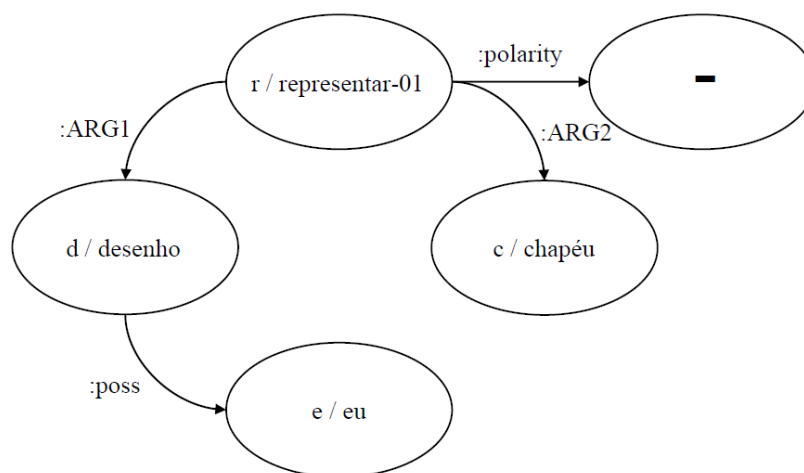 :polarity
r / representar-01
-
:ARG1
:ARG2
d / desenho
c / chapéu
:poss
e / eu